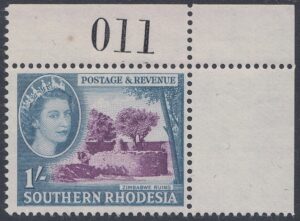 011
POSTAGE & REVENUE
1/-
ZIMBABWE RUINS
SOUTHERN RHODESIA